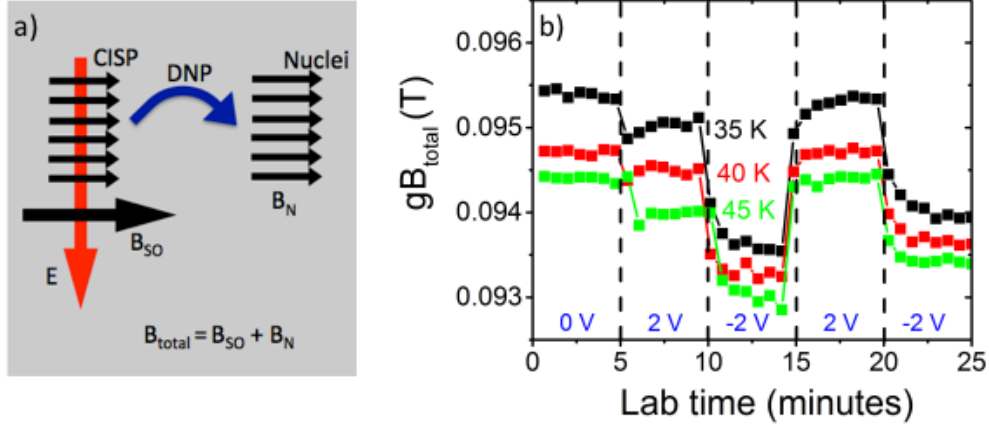 a)
CISP
DNP
Nuclei
B_N
B_SO
E
B_total = B_SO + B_N
b)
gB_total (T)
0.096
0.095
0.094
0.093
35 K
40 K
45 K
0 V 2 V -2 V 2 V -2 V
0 5 10 15 20 25
Lab time (minutes)